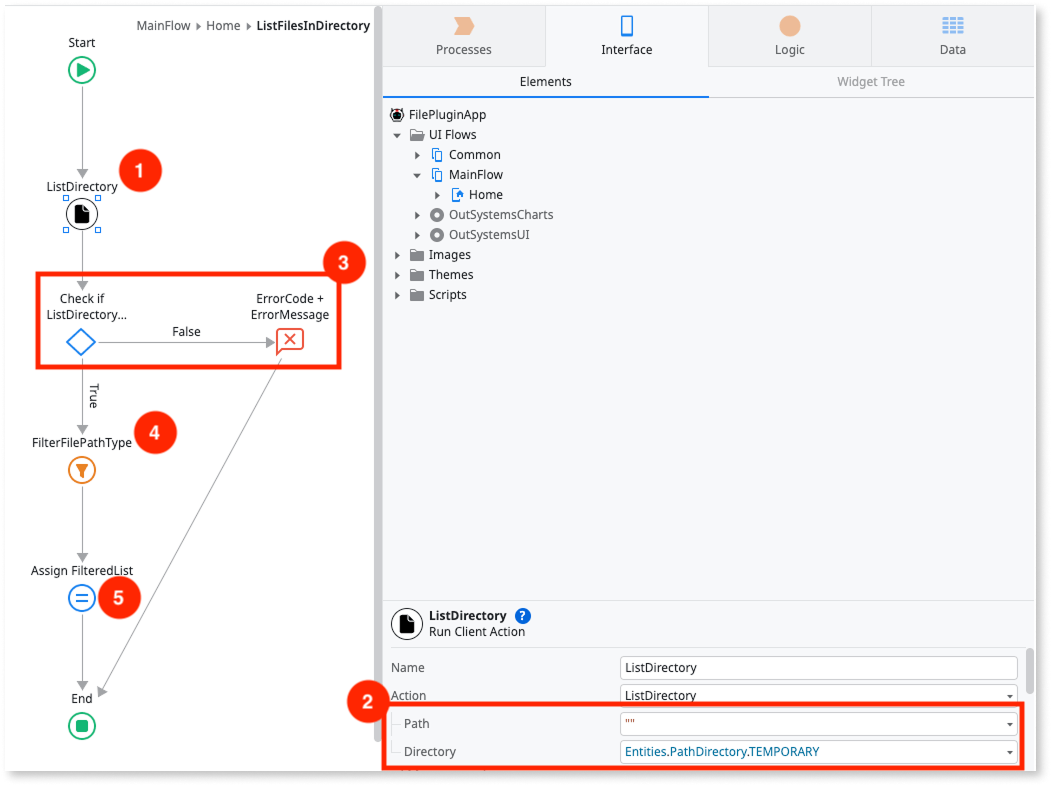 MainFlow Home ListFilesInDirectory
Start
1
ListDirectory
3
Check if
ListDirectory...
False
ErrorCode +
ErrorMessage
True
4
FilterFilePathType
Assign FilteredList
5
End
Processes
Interface
Logic
Data
Elements
Widget Tree
FilePluginApp
UI Flows
Common
MainFlow
Home
OutSystemsCharts
OutSystemsUI
Images
Themes
Scripts
ListDirectory ?
Run Client Action
Name ListDirectory
2
Action ListDirectory
Path ""
Directory Entities.PathDirectory.TEMPORARY